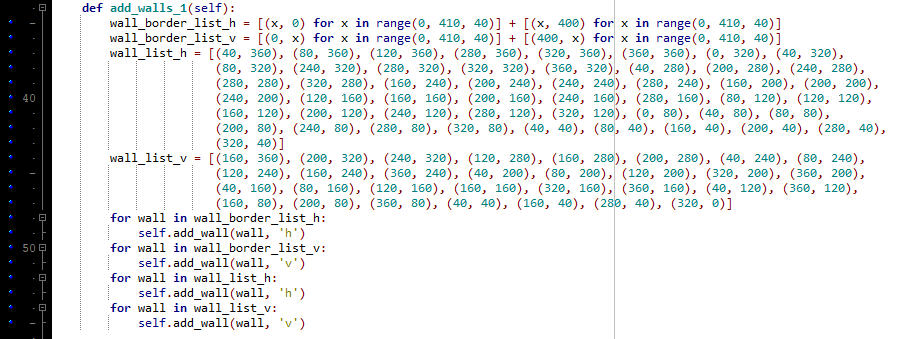 def add_walls_1(self):
wall_border_list_h = [(x, 0) for x in range(0, 410, 40)] + [(x, 400) for x in range(0, 410, 40)]
wall_border_list_v = [(0, x) for x in range(0, 410, 40)] + [(400, x) for x in range(0, 410, 40)]
wall_list_h = [(40, 360), (80, 360), (120, 360), (280, 360), (320, 360), (360, 360), (0, 320), (40, 320),
(80, 320), (240, 320), (280, 320), (320, 320), (360, 320), (40, 280), (200, 280), (240, 280),
40 (280, 280), (320, 280), (160, 240), (200, 240), (240, 240), (280, 240), (160, 200), (200, 200),
(240, 200), (120, 160), (160, 160), (200, 160), (240, 160), (280, 160), (80, 120), (120, 120),
(160, 120), (200, 120), (240, 120), (280, 120), (320, 120), (0, 80), (40, 80), (80, 80),
(200, 80), (240, 80), (280, 80), (320, 80), (40, 40), (80, 40), (160, 40), (200, 40), (280, 40),
(320, 40)]
wall_list_v = [(160, 360), (200, 320), (240, 320), (120, 280), (160, 280), (200, 280), (40, 240), (80, 240),
(120, 240), (160, 240), (360, 240), (40, 200), (80, 200), (120, 200), (320, 200), (360, 200),
(40, 160), (80, 160), (120, 160), (160, 160), (320, 160), (360, 160), (40, 120), (360, 120),
(160, 80), (200, 80), (360, 80), (40, 40), (160, 40), (280, 40), (320, 0)]
for wall in wall_border_list_h:
self.add_wall(wall, 'h')
50 for wall in wall_border_list_v:
self.add_wall(wall, 'v')
for wall in wall_list_h:
self.add_wall(wall, 'h')
for wall in wall_list_v:
self.add_wall(wall, 'v')